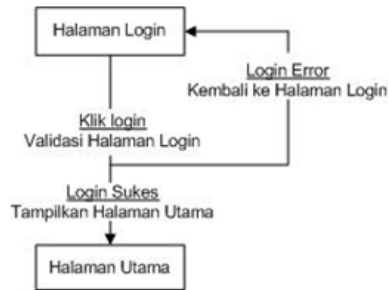 Halaman Login
Login Error
Kembali ke Halaman Login
Klik login
Validasi Halaman Login
Login Sukes
Tampilkan Halaman Utama
Halaman Utama